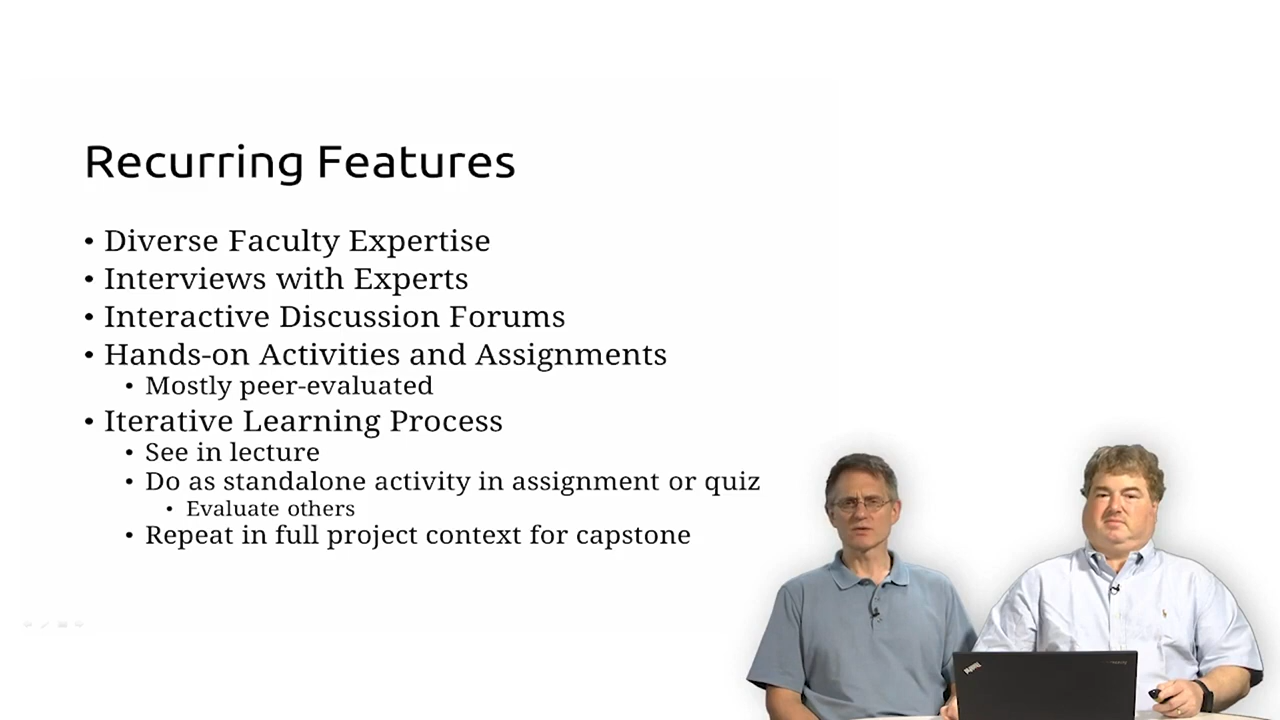 Recurring Features
• Diverse Faculty Expertise
• Interviews with Experts
• Interactive Discussion Forums
• Hands-on Activities and Assignments
• Mostly peer-evaluated
• Iterative Learning Process
• See in lecture
• Do as standalone activity in assignment or quiz
• Evaluate others
• Repeat in full project context for capstone